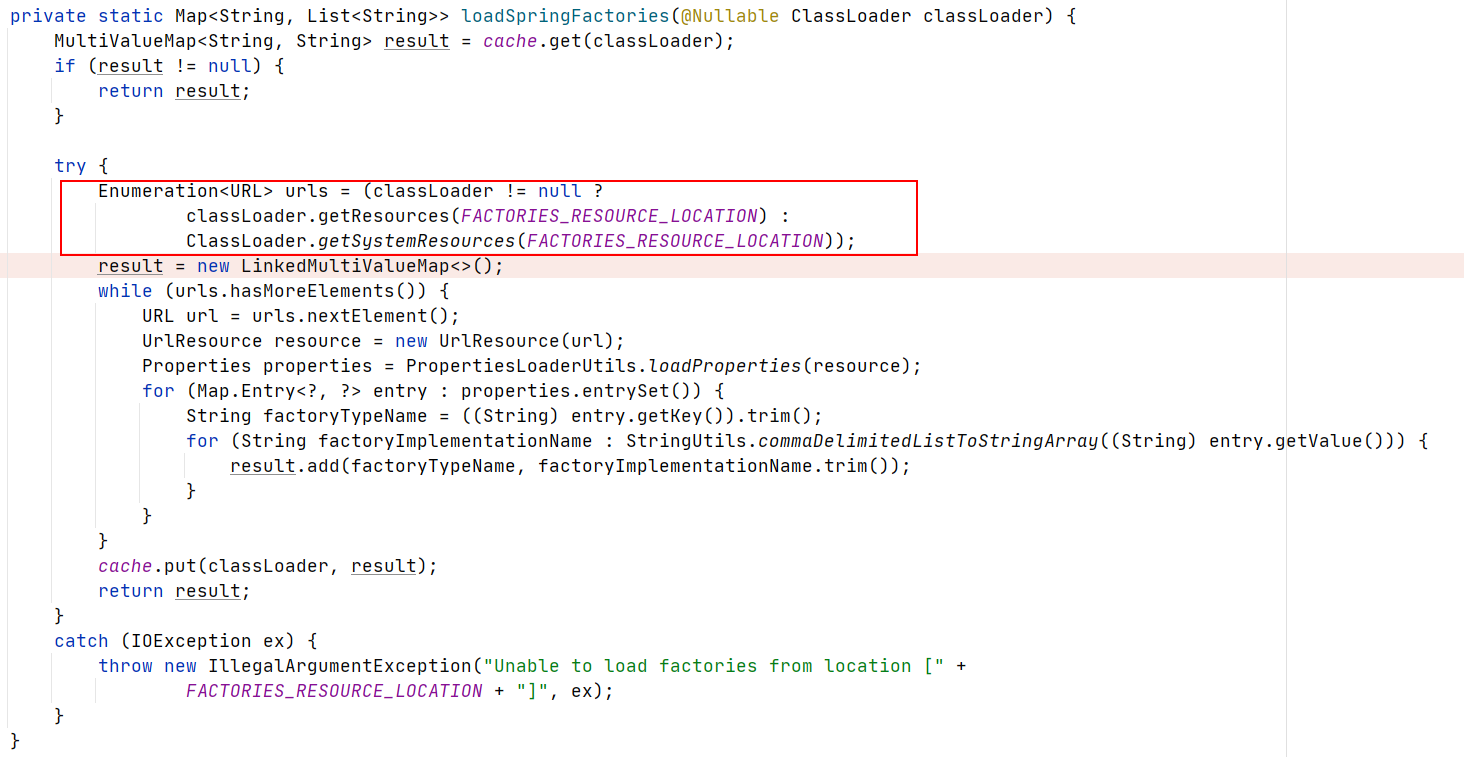 private static Map<String, List<String>> loadSpringFactories(@Nullable ClassLoader classLoader) {
    MultiValueMap<String, String> result = cache.get(classLoader);
    if (result != null) {
        return result;
    }

    try {
        Enumeration<URL> urls = (classLoader != null ?
                classLoader.getResources(FACTORIES_RESOURCE_LOCATION) :
                ClassLoader.getSystemResources(FACTORIES_RESOURCE_LOCATION));
        result = new LinkedMultiValueMap<>();
        while (urls.hasMoreElements()) {
            URL url = urls.nextElement();
            UrlResource resource = new UrlResource(url);
            Properties properties = PropertiesLoaderUtils.loadProperties(resource);
            for (Map.Entry<?, ?> entry : properties.entrySet()) {
                String factoryTypeName = ((String) entry.getKey()).trim();
                for (String factoryImplementationName : StringUtils.commaDelimitedListToStringArray((String) entry.getValue())) {
                    result.add(factoryTypeName, factoryImplementationName.trim());
                }
            }
        }
        cache.put(classLoader, result);
        return result;
    }
    catch (IOException ex) {
        throw new IllegalArgumentException("Unable to load factories from location [" +
                FACTORIES_RESOURCE_LOCATION + "]", ex);
    }
}